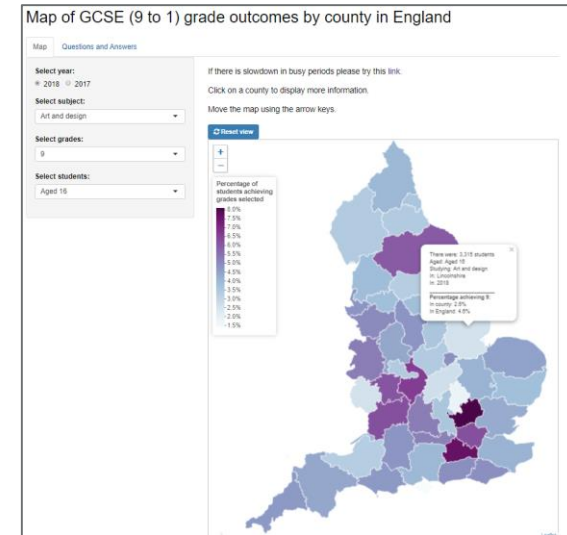 Map of GCSE (9 to 1) grade outcomes by county in England
Map
Questions and Answers
Select year:
2018
2017
Select subject:
Art and design
Select grades:
9
Select students:
Aged 16
If there is slowdown in busy periods please try this link.
Click on a county to display more information.
Move the map using the arrow keys.
Reset view
+
−
Percentage of
students achieving
grades selected
8.0%
7.5%
7.0%
6.5%
6.0%
5.5%
5.0%
4.5%
4.0%
3.5%
3.0%
2.5%
2.0%
1.5%
There were: 3,315 students
Aged: Aged 16
Studying: Art and design
In: Lincolnshire
In: 2018
Percentage achieving 9:
In county: 2.6%
In England: 4.6%